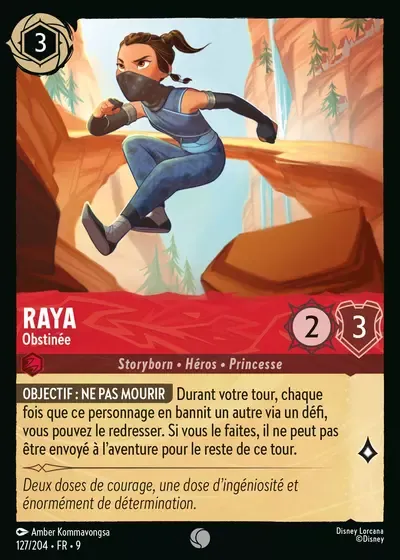 3
RAYA
Obstinée
2
3
Storyborn • Héros • Princesse
OBJECTIF : NE PAS MOURIR Durant votre tour, chaque
fois que ce personnage en bannit un autre via un défi,
vous pouvez le redresser. Si vous le faites, il ne peut pas
être envoyé à l'aventure pour le reste de ce tour.
Deux doses de courage, une dose d'ingéniosité et
énormément de détermination.
Amber Kommavongsa
127/204 • FR • 9
Disney Lorcana
©Disney